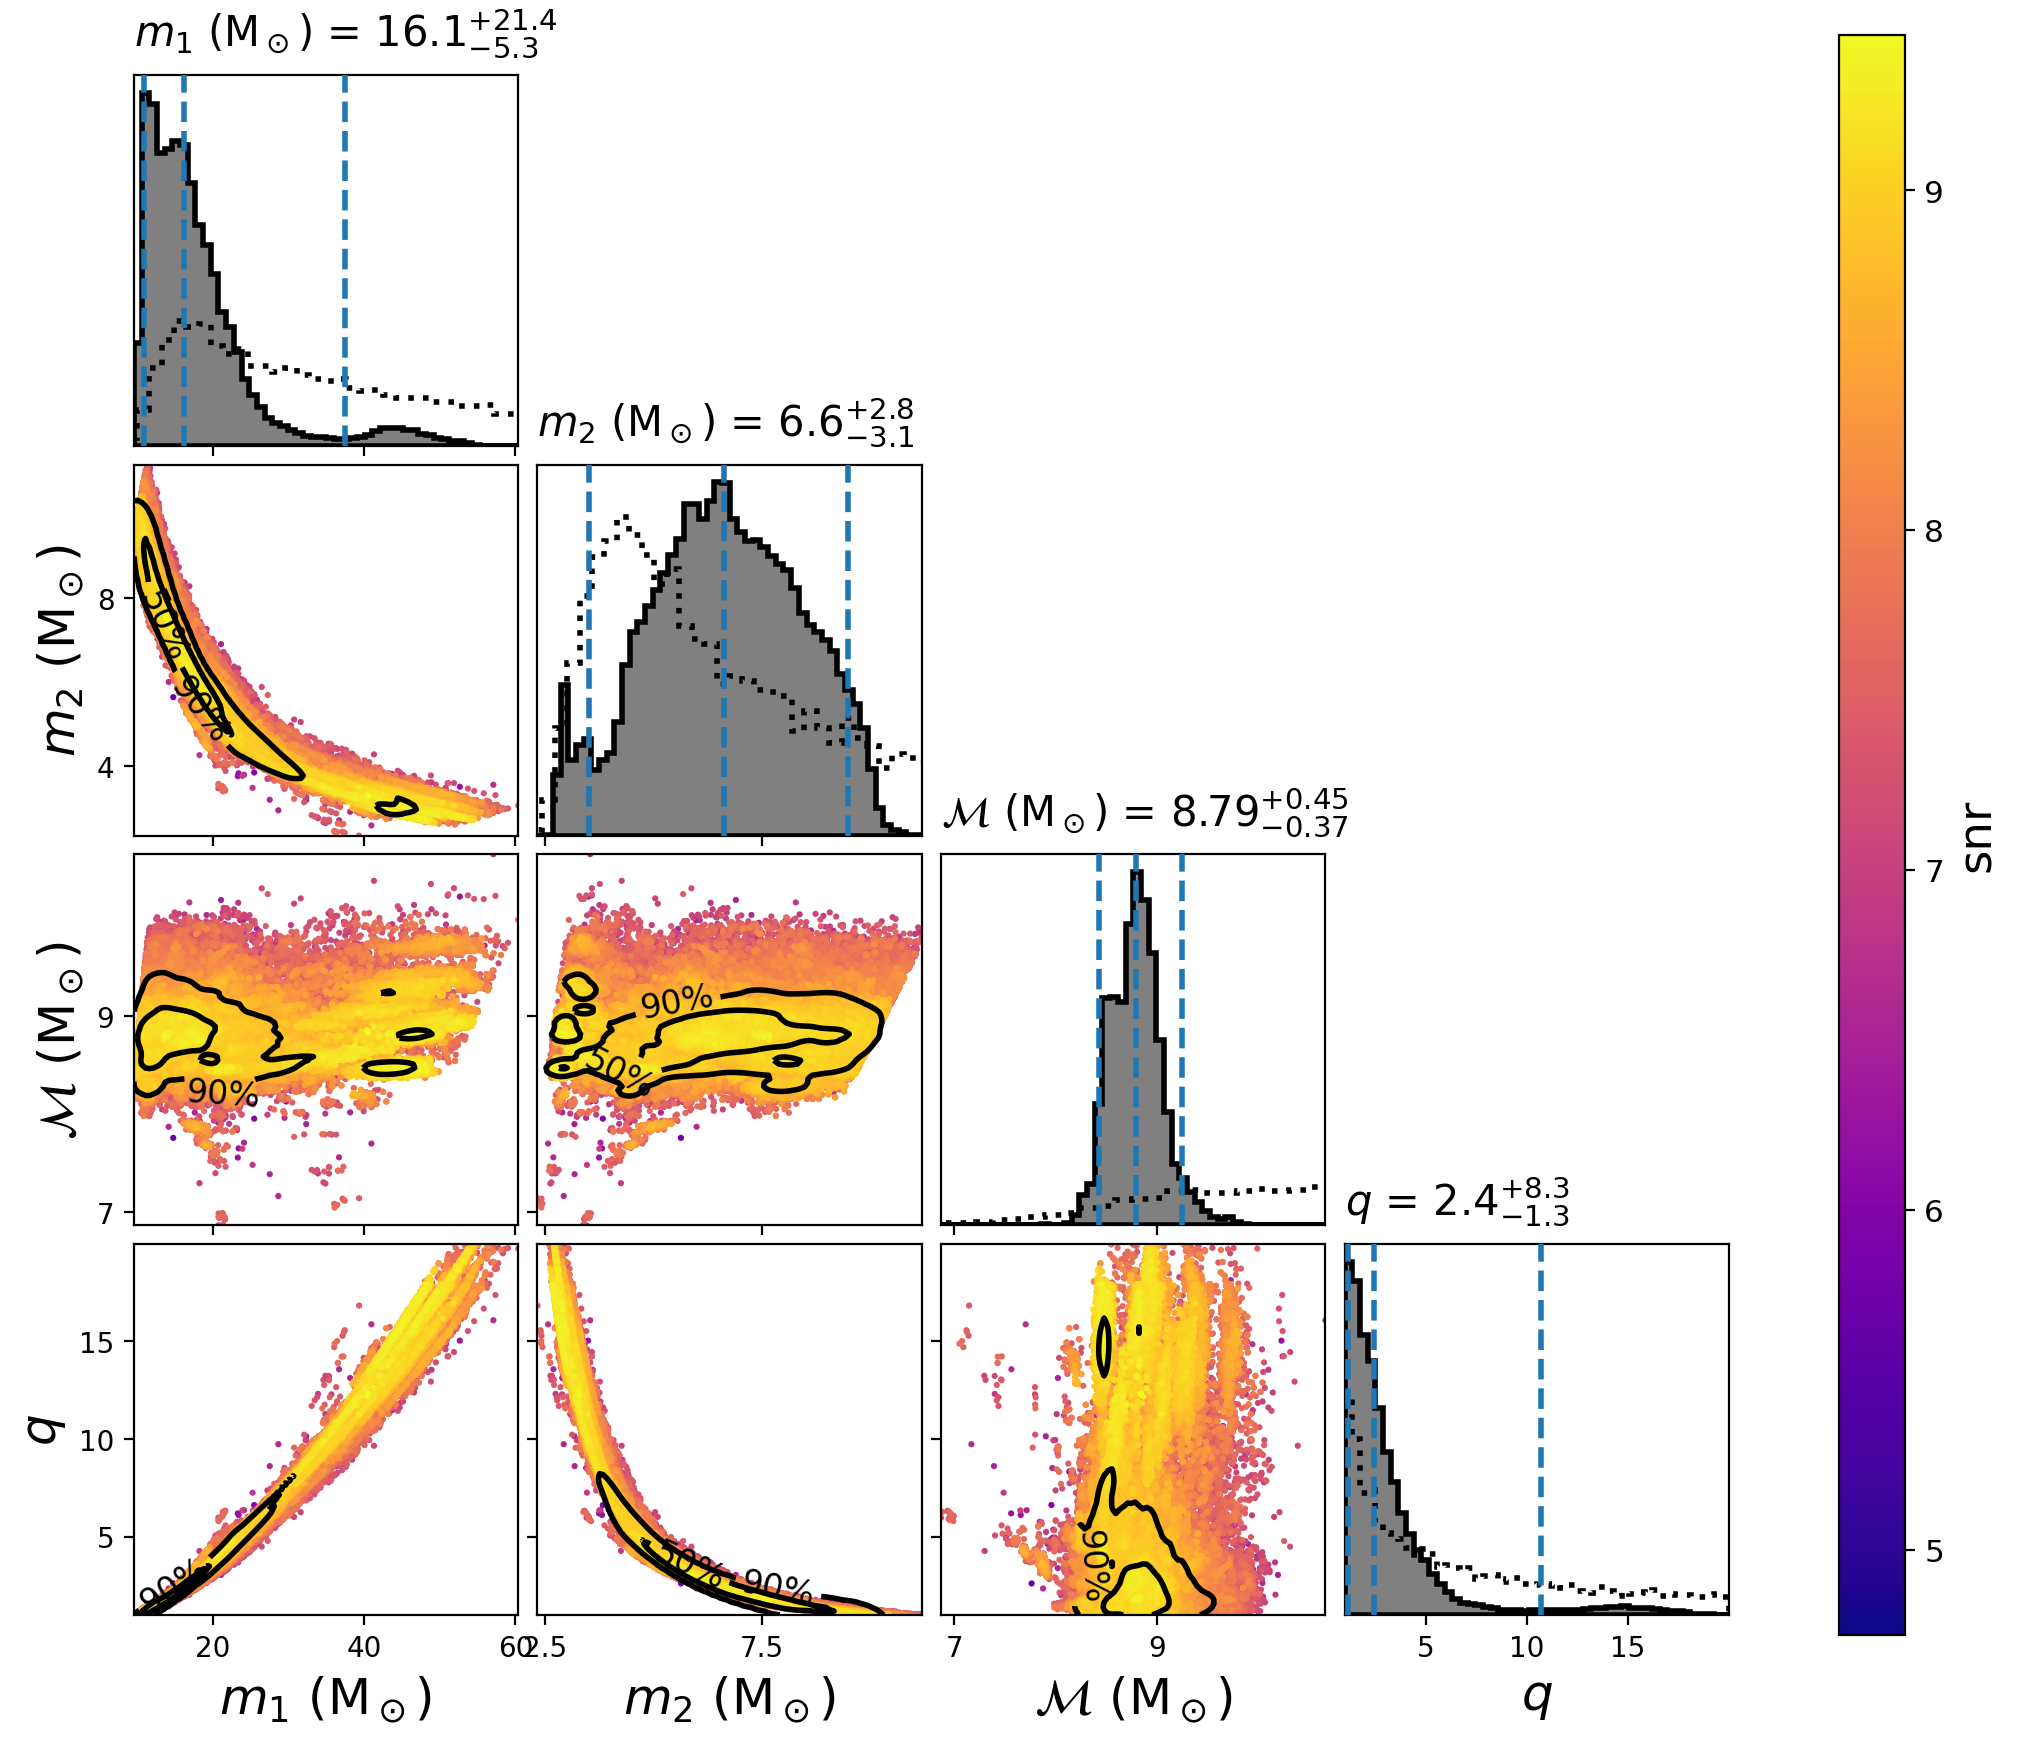 m₁ (M⊙) = 16.1 +21.4 −5.3
m₂ (M⊙) = 6.6 +2.8 −3.1
ℳ (M⊙) = 8.79 +0.45 −0.37
q = 2.4 +8.3 −1.3
m₂ (M⊙)
8
4
50%
90%
ℳ (M⊙)
9
7
90%
90%
50%
q
15
10
5
90%
50%
90%
90%
20
40
60
2.5
7.5
7
9
5
10
15
m₁ (M⊙)
m₂ (M⊙)
ℳ (M⊙)
q
9
8
7
6
5
snr